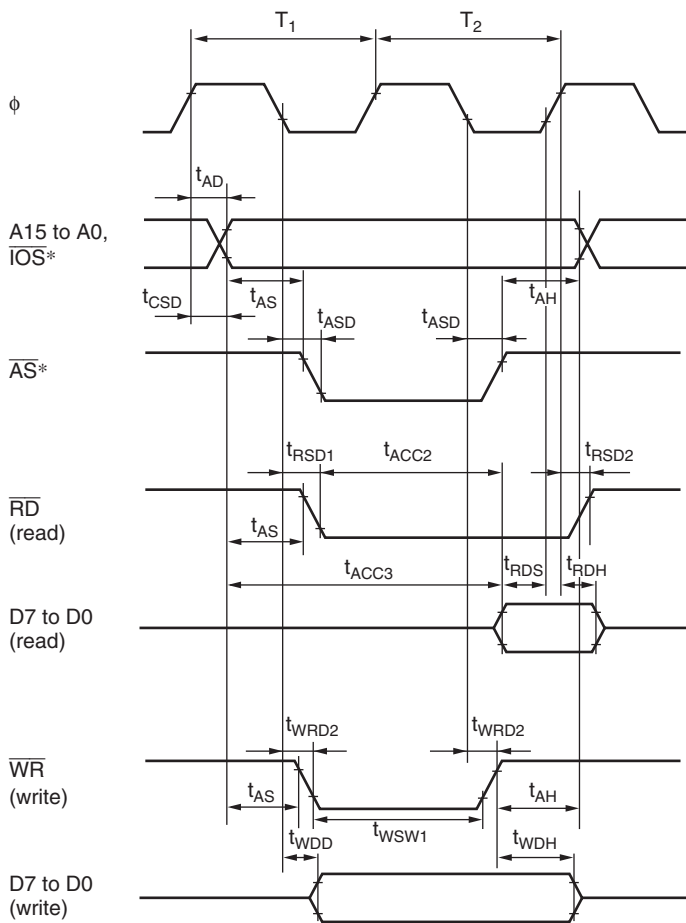 T1 T2
ϕ
tAD
A15 to A0,
IOS*
tCSD tAS tAH
tASD tASD
AS*
tRSD1 tACC2 tRSD2
RD
(read)
tAS
tACC3 tRDS tRDH
D7 to D0
(read)
tWRD2 tWRD2
WR
(write)
tAS tAH
tWSW1
tWDD tWDH
D7 to D0
(write)